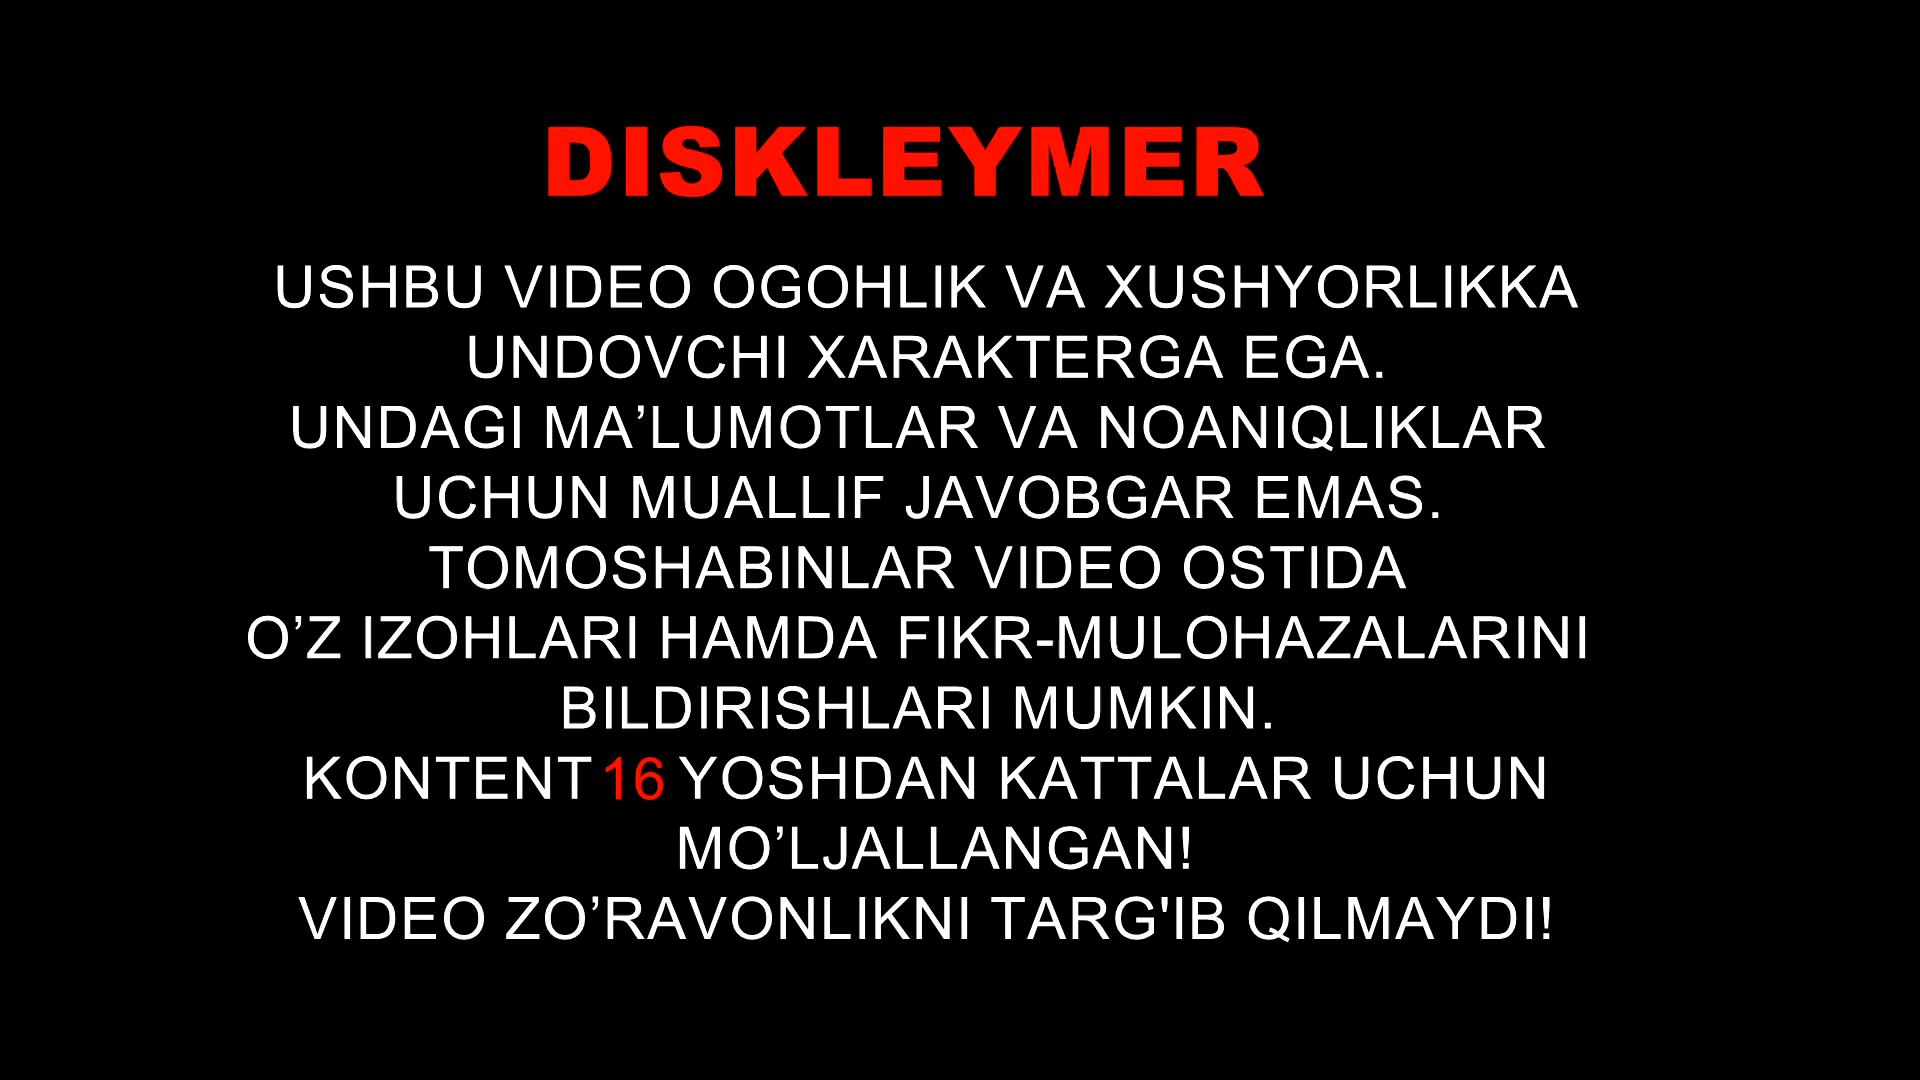 DISKLEYMER
USHBU VIDEO OGOHLIK VA XUSHYORLIKKA
UNDOVCHI XARAKTERGA EGA.
UNDAGI MA’LUMOTLAR VA NOANIQLIKLAR
UCHUN MUALLIF JAVOBGAR EMAS.
TOMOSHABINLAR VIDEO OSTIDA
O’Z IZOHLARI HAMDA FIKR-MULOHAZALARINI
BILDIRISHLARI MUMKIN.
KONTENT 16 YOSHDAN KATTALAR UCHUN
MO’LJALLANGAN!
VIDEO ZO’RAVONLIKNI TARG'IB QILMAYDI!